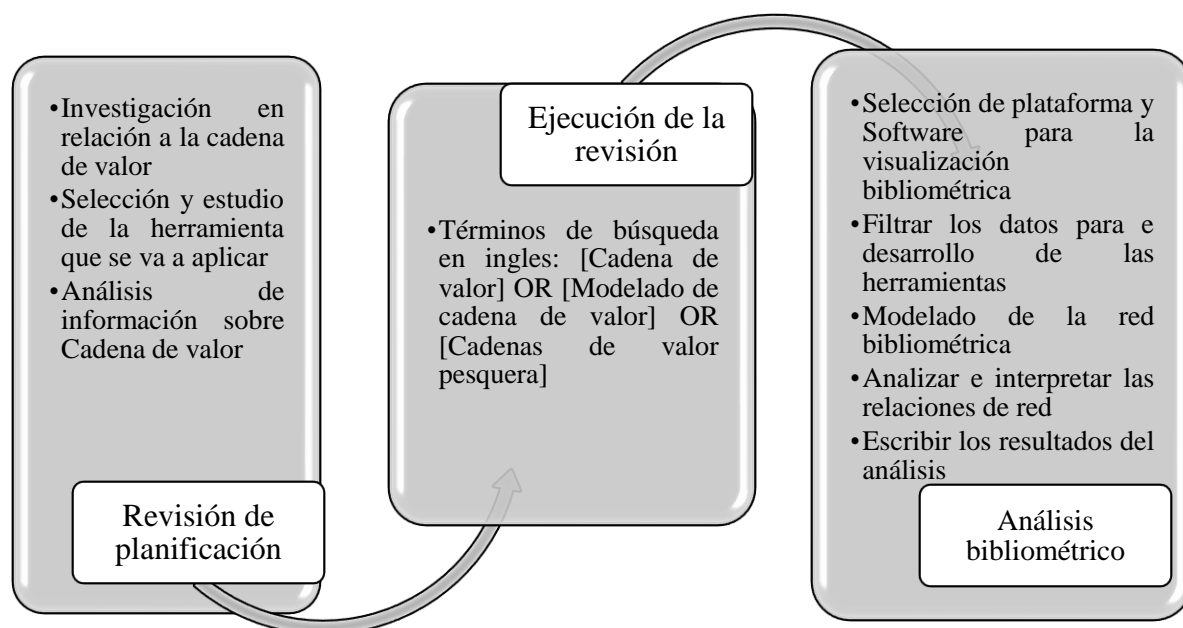 •Investigación en
relación a la cadena
de valor
•Selección y estudio
de la herramienta
que se va a aplicar
•Análisis de
información sobre
Cadena de valor
Revisión de
planificación
Ejecución de la
revisión
•Términos de búsqueda
en ingles: [Cadena de
valor] OR [Modelado de
cadena de valor] OR
[Cadenas de valor
pesquera]
•Selección de plataforma y
Software para la
visualización
bibliométrica
•Filtrar los datos para e
desarrollo de las
herramientas
•Modelado de la red
bibliométrica
•Analizar e interpretar las
relaciones de red
•Escribir los resultados del
análisis
Análisis
bibliométrico